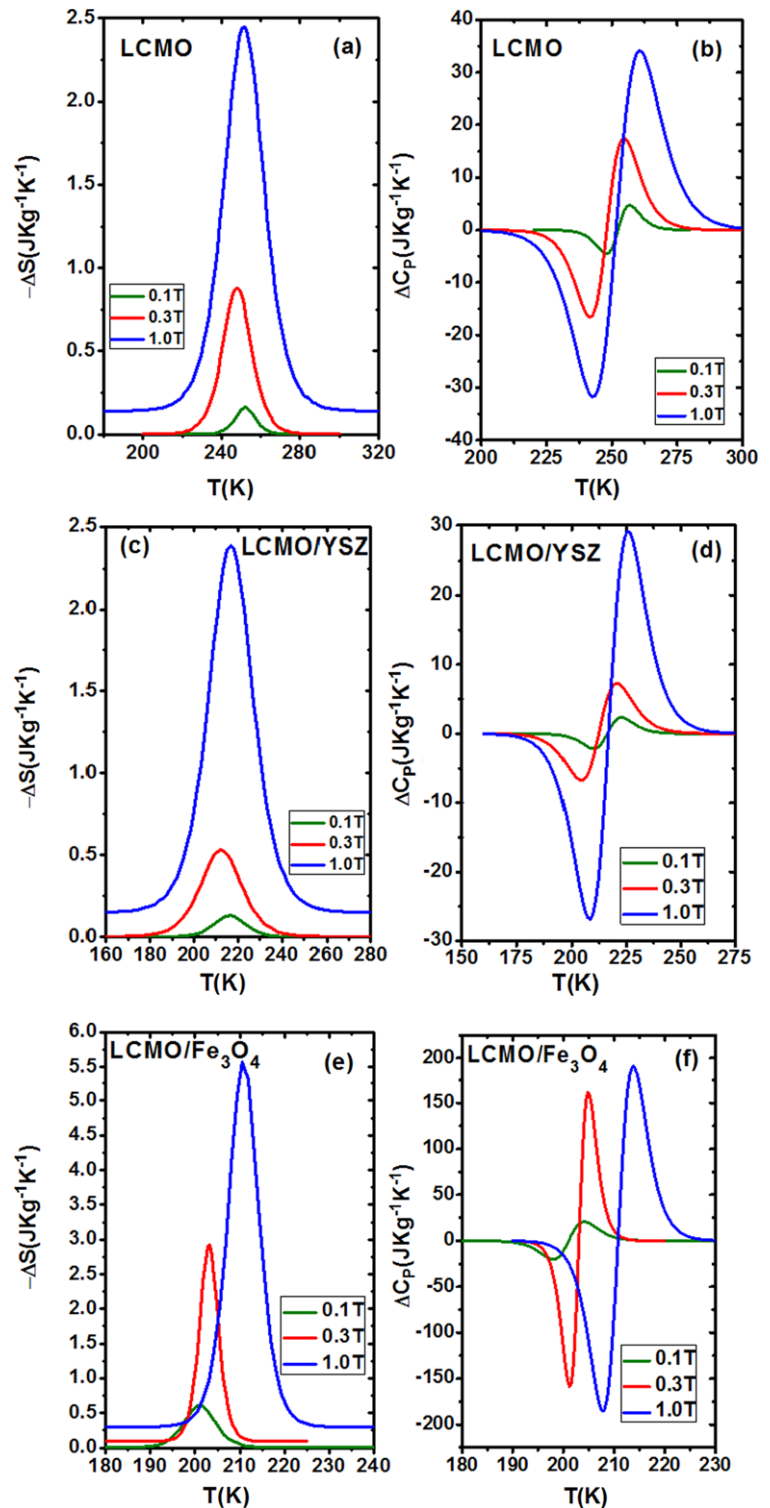 LCMO (a)
−ΔS(JKg⁻¹K⁻¹)
2.5
2.0
1.5
1.0
0.5
0.0
0.1T
0.3T
1.0T
200 240 280 320
T(K)
LCMO (b)
ΔC_P(JKg⁻¹K⁻¹)
40
30
20
10
0
-10
-20
-30
-40
0.1T
0.3T
1.0T
200 225 250 275 300
T(K)
(c) LCMO/YSZ
−ΔS(JKg⁻¹K⁻¹)
2.5
2.0
1.5
1.0
0.5
0.0
0.1T
0.3T
1.0T
160 180 200 220 240 260 280
T(K)
LCMO/YSZ (d)
ΔC_P(JKg⁻¹K⁻¹)
30
20
10
0
-10
-20
-30
0.1T
0.3T
1.0T
150 175 200 225 250 275
T(K)
LCMO/Fe₃O₄ (e)
−ΔS(JKg⁻¹K⁻¹)
6.0
5.5
5.0
4.5
4.0
3.5
3.0
2.5
2.0
1.5
1.0
0.5
0.0
0.1T
0.3T
1.0T
180 190 200 210 220 230 240
T(K)
LCMO/Fe₃O₄ (f)
ΔC_P(JKg⁻¹K⁻¹)
200
150
100
50
0
-50
-100
-150
-200
0.1T
0.3T
1.0T
180 190 200 210 220 230
T(K)